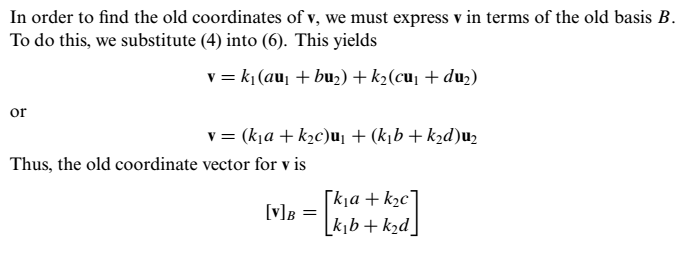 In order to find the old coordinates of v, we must express v in terms of the old basis B.
To do this, we substitute (4) into (6). This yields
v = k₁(au₁ + bu₂) + k₂(cu₁ + du₂)
or
v = (k₁a + k₂c)u₁ + (k₁b + k₂d)u₂
Thus, the old coordinate vector for v is
[v]B = [k₁a + k₂c
k₁b + k₂d]